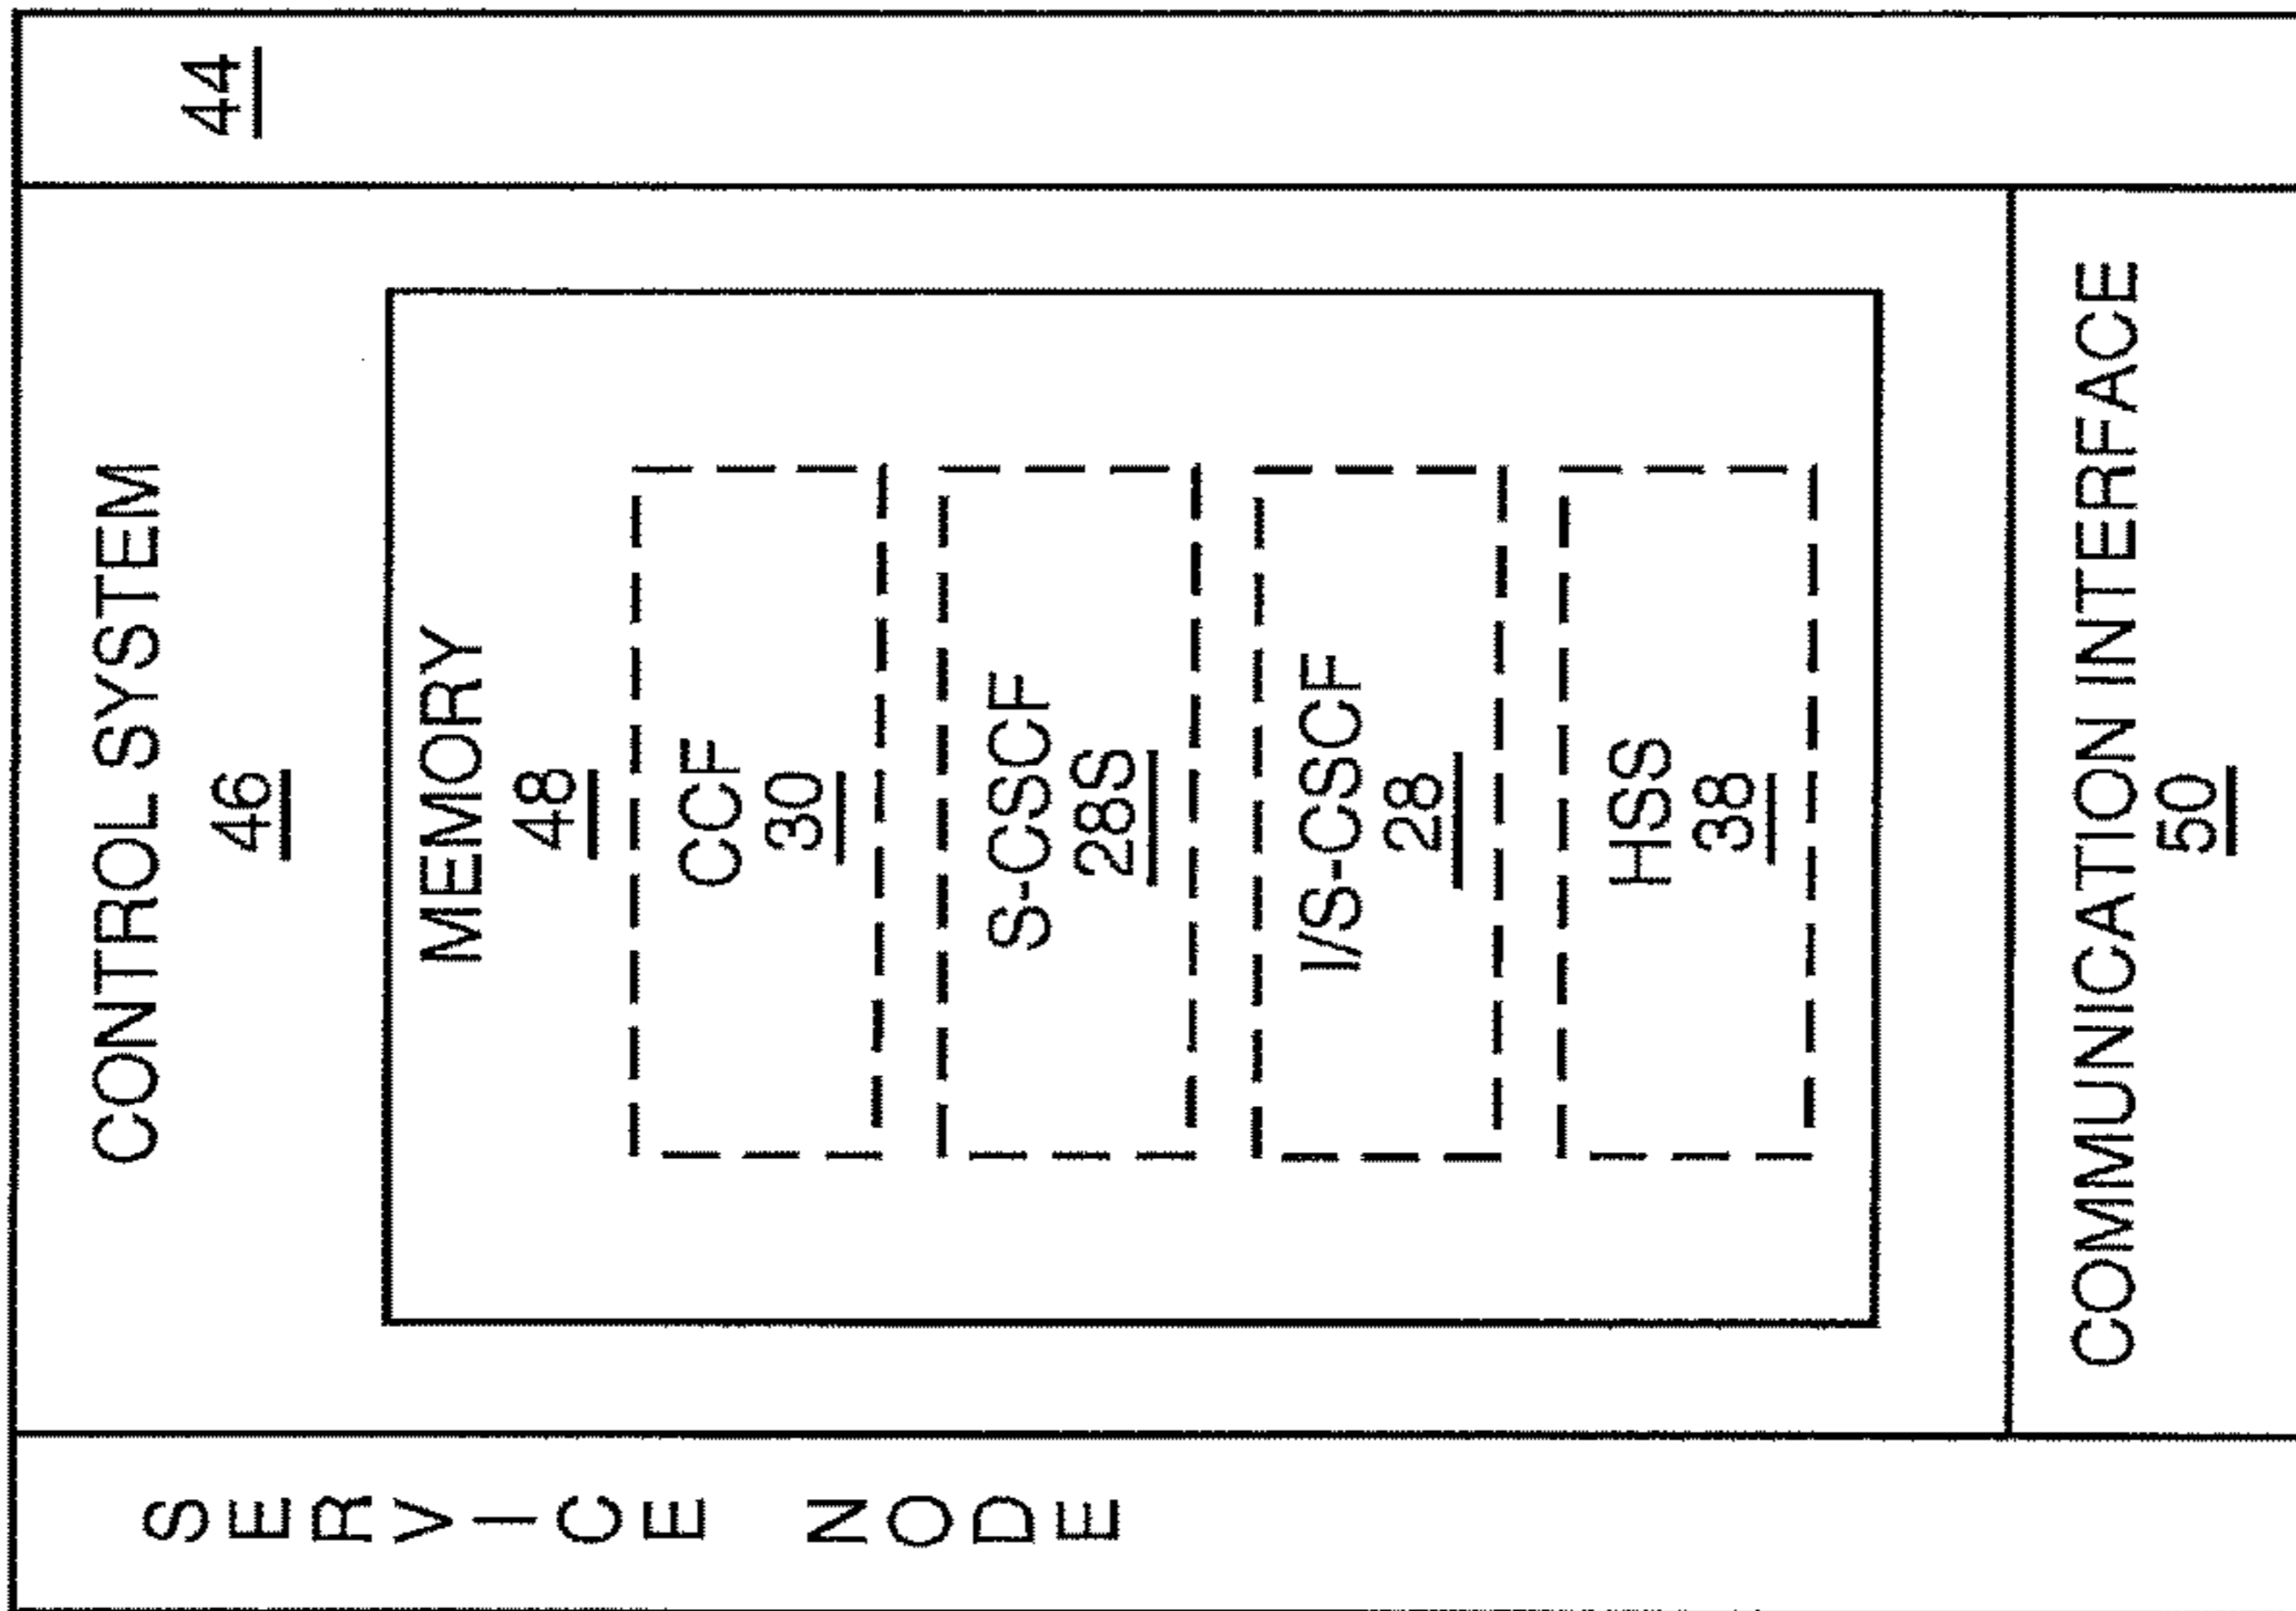 SERVICE NODE
44
CONTROL SYSTEM
46
MEMORY
48
CCF
30
S-CSCF
28S
I/S-CSCF
28
HSS
38
COMMUNICATION INTERFACE
50